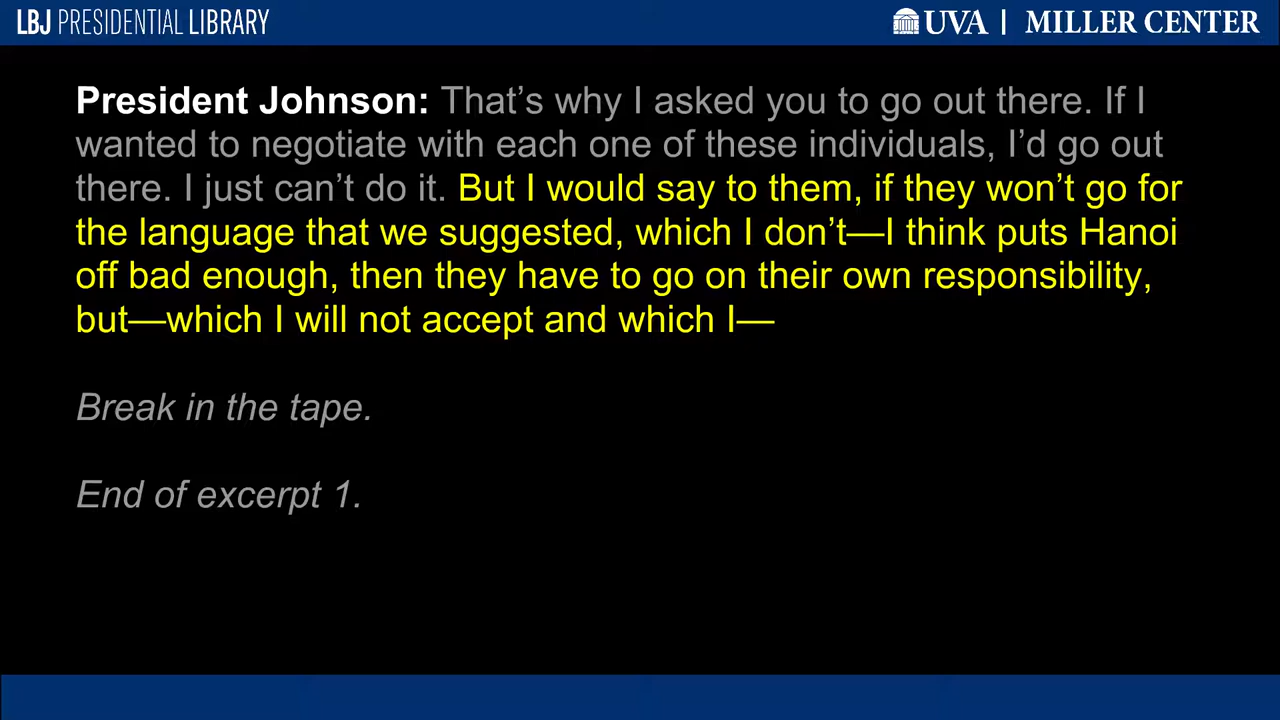 LBJ PRESIDENTIAL LIBRARY
UVA | MILLER CENTER
President Johnson: That's why I asked you to go out there. If I
wanted to negotiate with each one of these individuals, I'd go out
there. I just can't do it. But I would say to them, if they won't go for
the language that we suggested, which I don't—I think puts Hanoi
off bad enough, then they have to go on their own responsibility,
but—which I will not accept and which I—
Break in the tape.
End of excerpt 1.